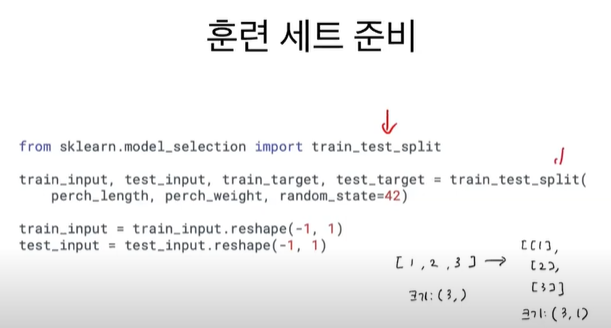 훈련 세트 준비
from sklearn.model_selection import train_test_split
train_input, test_input, train_target, test_target = train_test_split(
perch_length, perch_weight, random_state=42)
train_input = train_input.reshape(-1, 1)
test_input = test_input.reshape(-1, 1)
[1, 2, 3] → [[1],
[2],
[3]]
크기: (3,)
크기: (3, 1)